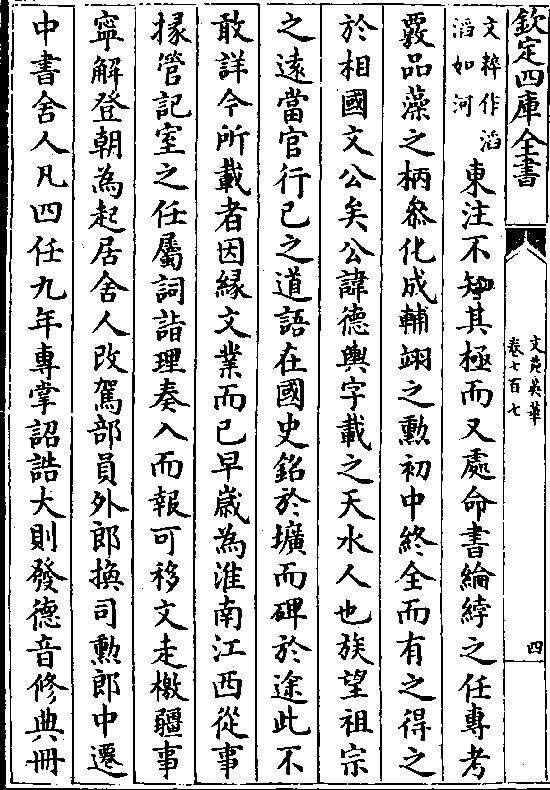 欽定四庫全書
文苑英華
卷七百七
四
文粹作滔
滔如河
東注不知其極而又處命書綸綍之任專考
覈品藻之柄叅化成輔翊之勲初中終全而有之得之
於相國文公矣公諱德輿字載之天水人也族望祖宗
之逺當官行已之道語在國史銘於壙而碑於途此不
敢詳今所載者因縁文業而已早嵗為淮南江西從事
掾管記室之任屬詞詣理奏入而報可移文走檄疆事
寜解登朝為起居舍人改駕部員外郎換司勲郎中遷
中書舍人凡四任九年專掌詔誥大則發德音修典冊